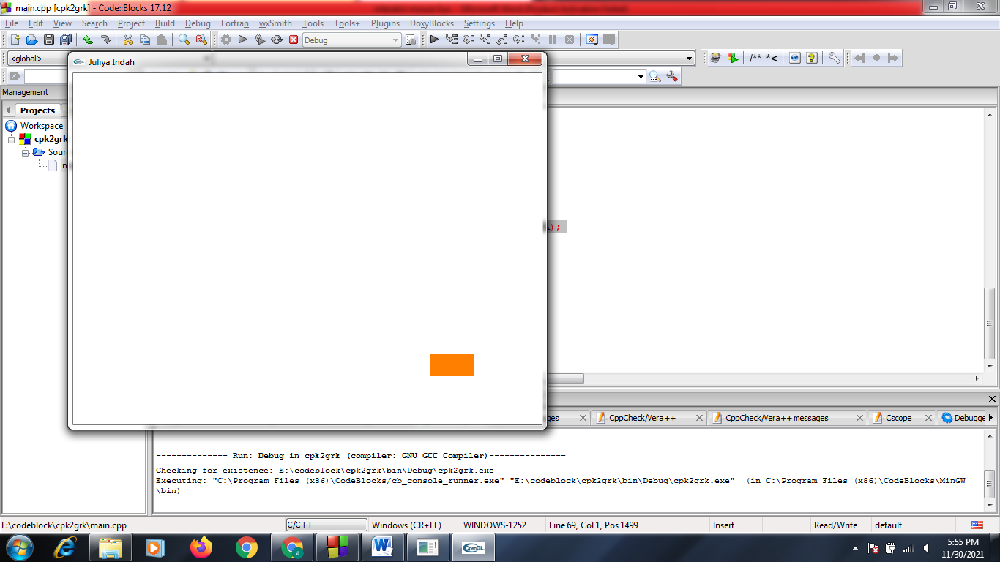 main.cpp [cpk2grk] - Code::Blocks 17.12
File Edit View Search Project Build Debug Fortran wxSmith Tools Tools+ Plugins DoxyBlocks Settings Help
Debug
<global>
/** *<
Juliya Indah
Management
Projects
Workspace
cpk2grk
Sour
);
ges CppCheck/Vera++ CppCheck/Vera++ messages Cscope Debugge
-------------- Run: Debug in cpk2grk (compiler: GNU GCC Compiler)---------------
Checking for existence: E:\codeblock\cpk2grk\bin\Debug\cpk2grk.exe
Executing: "C:\Program Files (x86)\CodeBlocks/cb_console_runner.exe" "E:\codeblock\cpk2grk\bin\Debug\cpk2grk.exe"  (in C:\Program Files (x86)\CodeBlocks\MinGW
\bin)
E:\codeblock\cpk2grk\main.cpp C/C++ Windows (CR+LF) WINDOWS-1252 Line 69, Col 1, Pos 1499 Insert Read/Write default
OpenGL
5:55 PM
11/30/2021